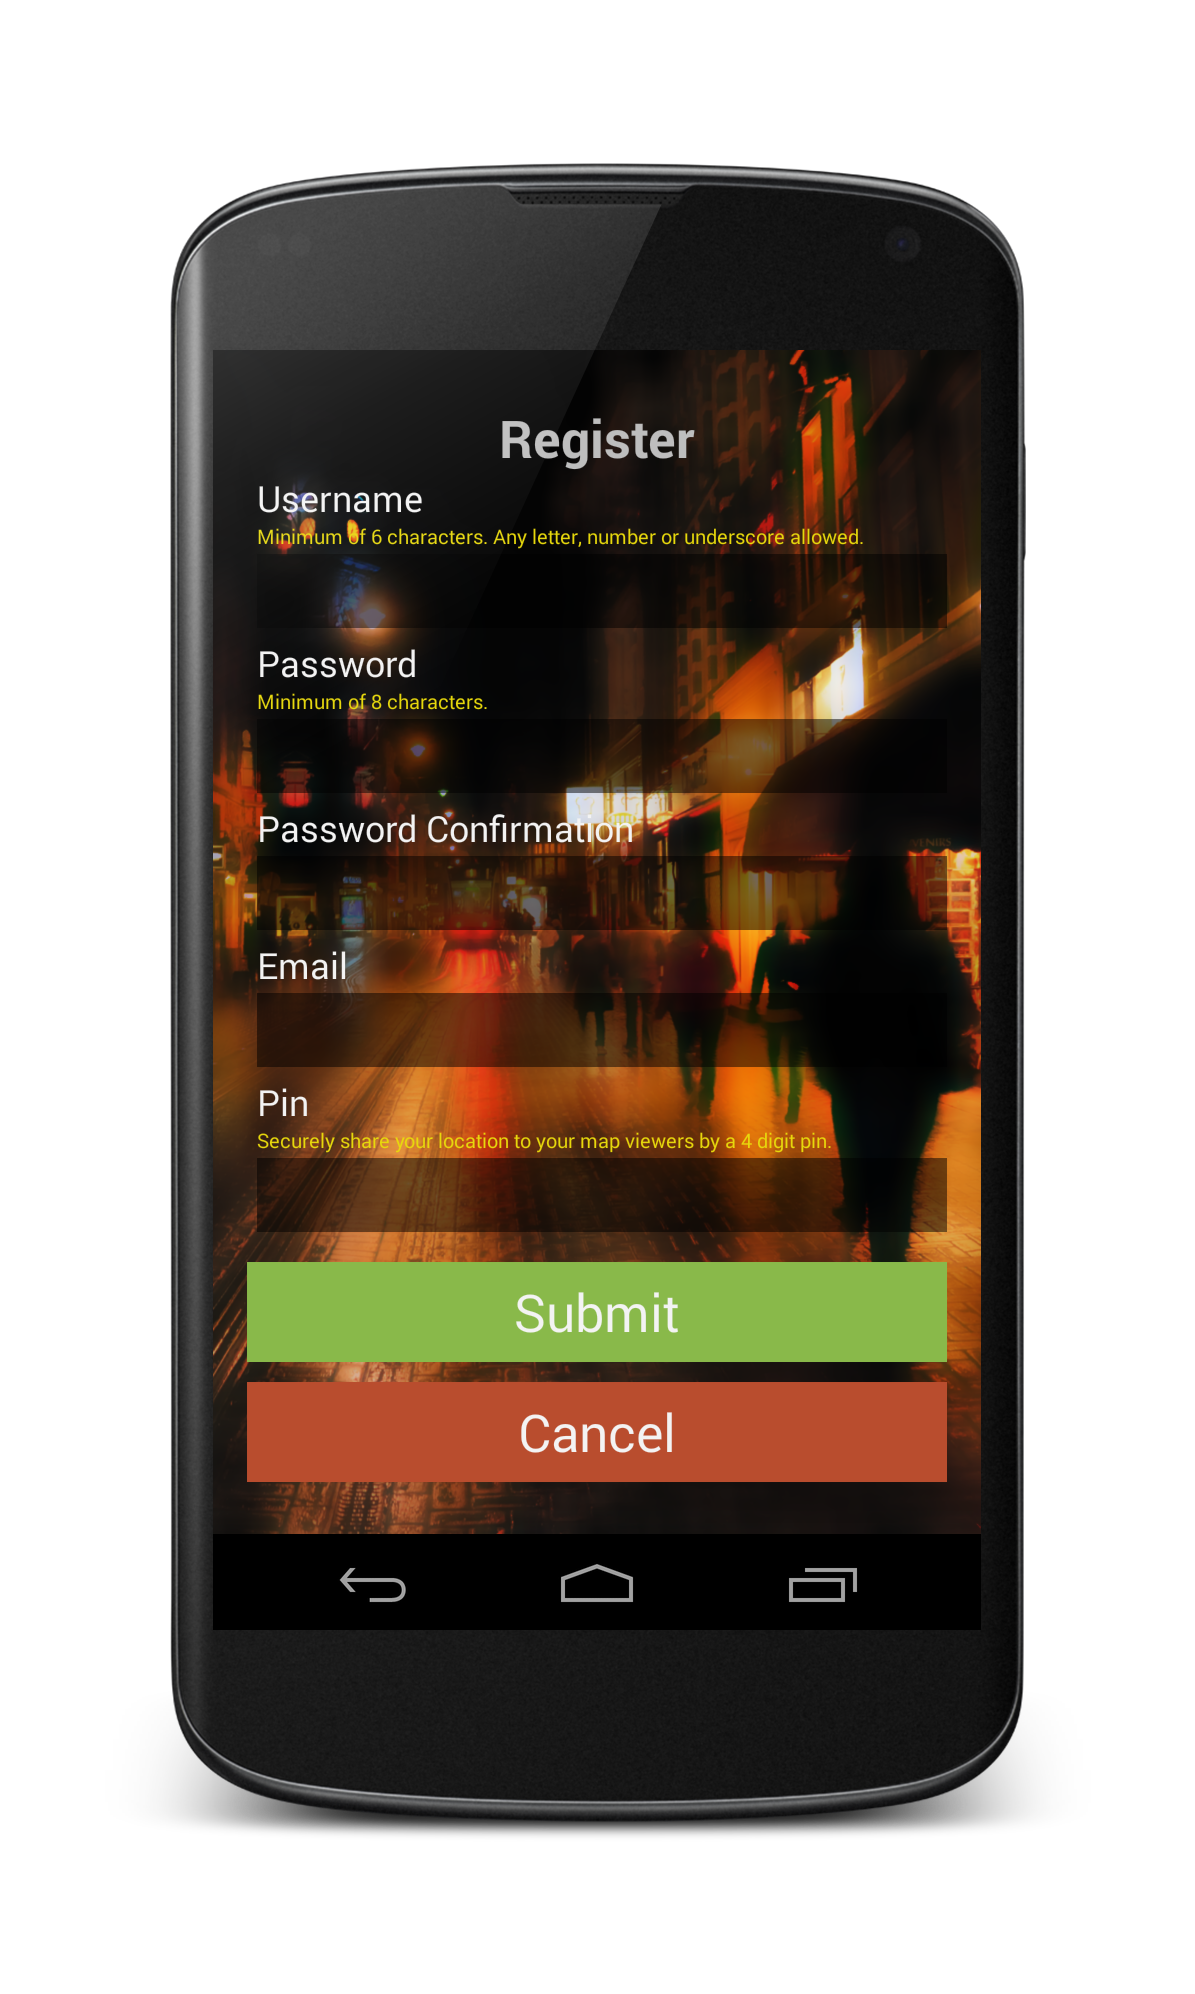 Register
Username
Minimum of 6 characters. Any letter, number or underscore allowed.
Password
Minimum of 8 characters.
Password Confirmation
Email
Pin
Securely share your location to your map viewers by a 4 digit pin.
Submit
Cancel